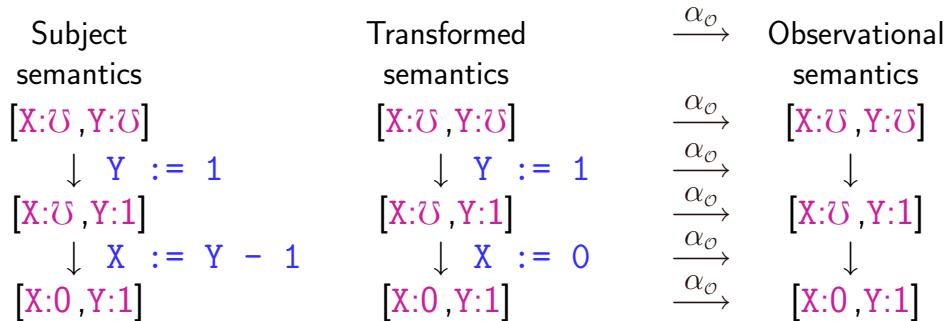 Subject Transformed α_𝒪 → Observational
semantics semantics semantics
[X:℧,Y:℧] [X:℧,Y:℧] α_𝒪 → [X:℧,Y:℧]
↓ Y := 1 ↓ Y := 1 α_𝒪 → ↓
[X:℧,Y:1] [X:℧,Y:1] α_𝒪 → [X:℧,Y:1]
↓ X := Y - 1 ↓ X := 0 α_𝒪 → ↓
[X:0,Y:1] [X:0,Y:1] α_𝒪 → [X:0,Y:1]